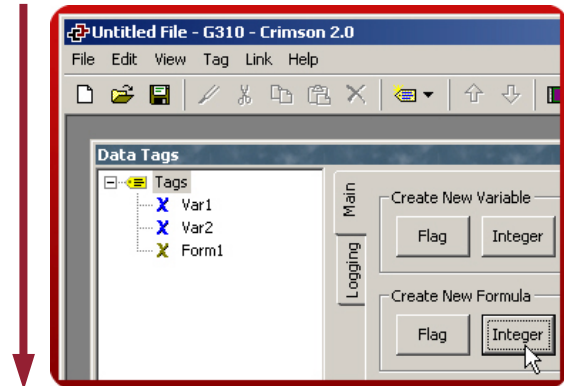 Untitled File - G310 - Crimson 2.0
File Edit View Tag Link Help
Data Tags
Tags
Var1
Var2
Form1
Main
Logging
Create New Variable
Flag Integer
Create New Formula
Flag Integer